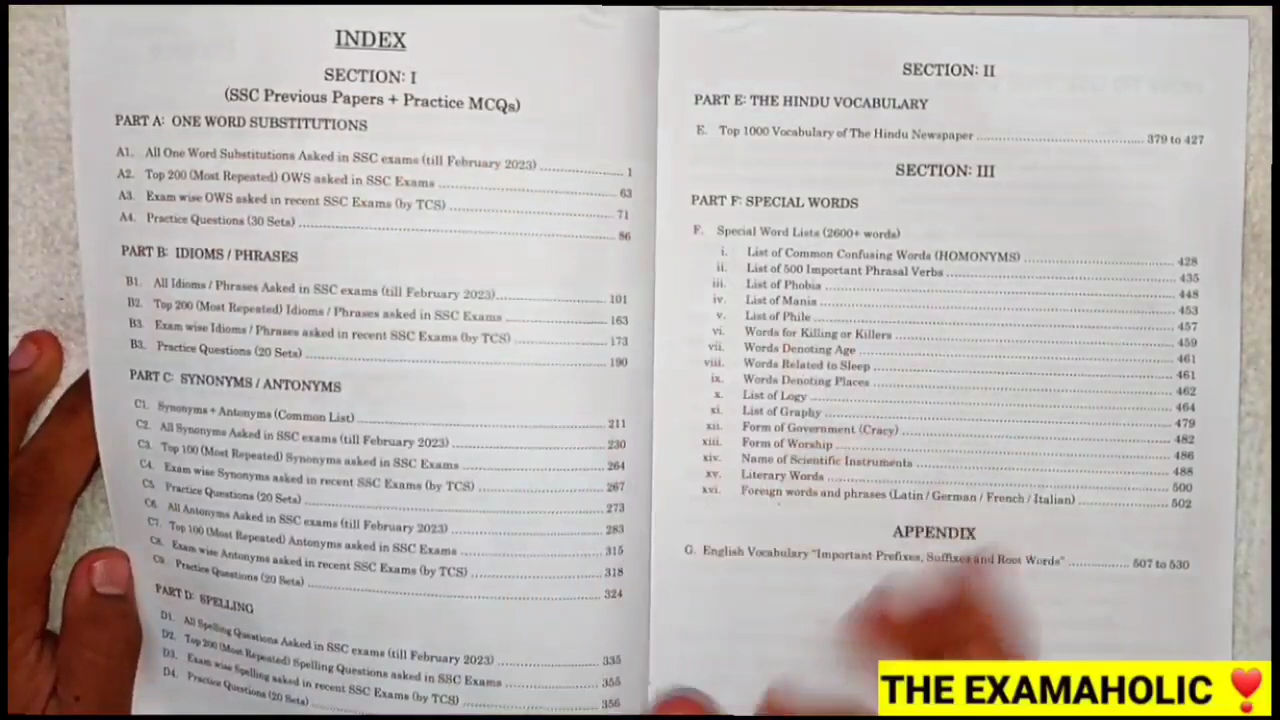 INDEX
SECTION: I
(SSC Previous Papers + Practice MCQs)
PART A: ONE WORD SUBSTITUTIONS
A1. All One Word Substitutions Asked in SSC exams (till February 2023) 1
A2. Top 200 (Most Repeated) OWS asked in SSC Exams 63
A3. Exam wise OWS asked in recent SSC Exams (by TCS) 71
A4. Practice Questions (30 Sets) 86
PART B: IDIOMS / PHRASES
B1. All Idioms / Phrases Asked in SSC exams (till February 2023) 101
B2. Top 200 (Most Repeated) Idioms / Phrases asked in SSC Exams 163
B3. Exam wise Idioms / Phrases asked in recent SSC Exams (by TCS) 173
B3. Practice Questions (20 Sets) 190
PART C: SYNONYMS / ANTONYMS
C1. Synonyms + Antonyms (Common List) 211
C2. All Synonyms Asked in SSC exams (till February 2023) 230
C3. Top 100 (Most Repeated) Synonyms asked in SSC Exams 264
C4. Exam wise Synonyms asked in recent SSC Exams (by TCS) 267
C5. Practice Questions (20 Sets) 273
C6. All Antonyms Asked in SSC exams (till February 2023) 283
C7. Top 100 (Most Repeated) Antonyms asked in SSC Exams 315
C8. Exam wise Antonyms asked in recent SSC Exams (by TCS) 318
C9. Practice Questions (20 Sets) 324
PART D: SPELLING
D1. All Spelling Questions Asked in SSC exams (till February 2023) 335
D2. Top 200 (Most Repeated) Spelling Questions asked in SSC Exams 355
D3. Exam wise Spelling asked in recent SSC Exams (by TCS) 356
D4. Practice Questions (20 Sets)
SECTION: II
PART E: THE HINDU VOCABULARY
E. Top 1000 Vocabulary of The Hindu Newspaper 379 to 427
SECTION: III
PART F: SPECIAL WORDS
F. Special Word Lists (2600+ words)
i. List of Common Confusing Words (HOMONYMS) 428
ii. List of 500 Important Phrasal Verbs 435
iii. List of Phobia 448
iv. List of Mania 453
v. List of Phile 457
vi. Words for Killing or Killers 459
vii. Words Denoting Age 461
viii. Words Related to Sleep 461
ix. Words Denoting Places 462
x. List of Logy 464
xi. List of Graphy 479
xii. Form of Government (Cracy) 482
xiii. Form of Worship 486
xiv. Name of Scientific Instruments 488
xv. Literary Words 500
xvi. Foreign words and phrases (Latin / German / French / Italian) 502
APPENDIX
G. English Vocabulary "Important Prefixes, Suffixes and Root Words" 507 to 530
THE EXAMAHOLIC